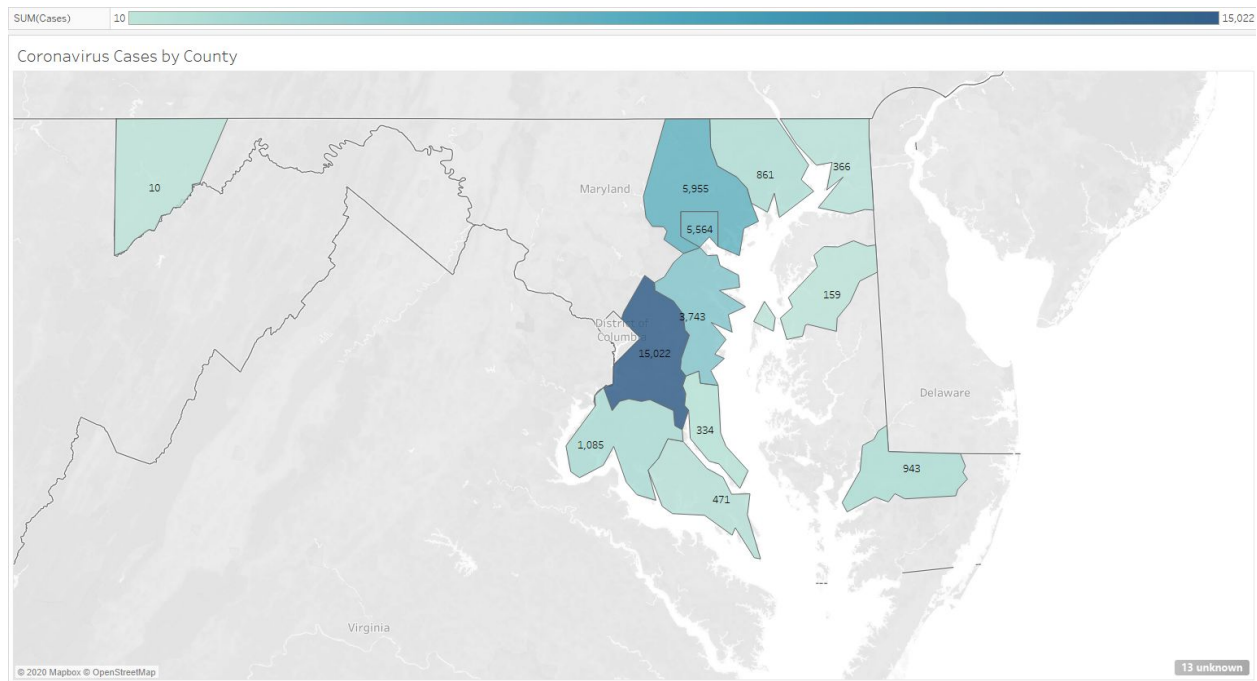 SUM(Cases) 10 15,022
Coronavirus Cases by County
10
Maryland
5,955
861
366
5,564
159
3,743
District of
Columbia
15,022
Delaware
334
1,085
943
471
Virginia
© 2020 Mapbox © OpenStreetMap
13 unknown